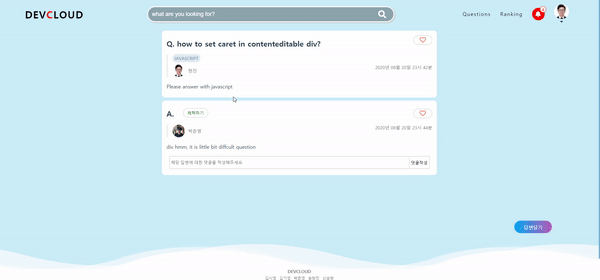 DEVCLOUD
what are you looking for?
Questions
Ranking
Q. how to set caret in contenteditable div?
JAVASCRIPT
2020년 08월 20일 23시 42분
Please answer with javascript
A.
채택하기
2020년 08월 20일 23시 44분
박준영
div hmm. it is little bit diffcult question
해당 답변에 대한 댓글을 작성해주세요
댓글작성
답변달기
DEVCLOUD